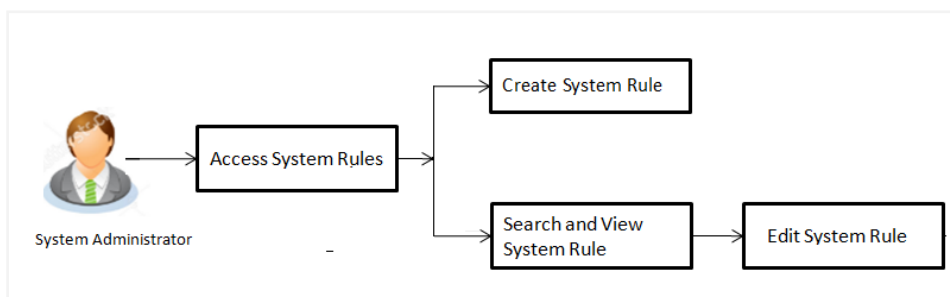 Create System Rule
Access System Rules
Search and View
System Rule
Edit System Rule
System Administrator